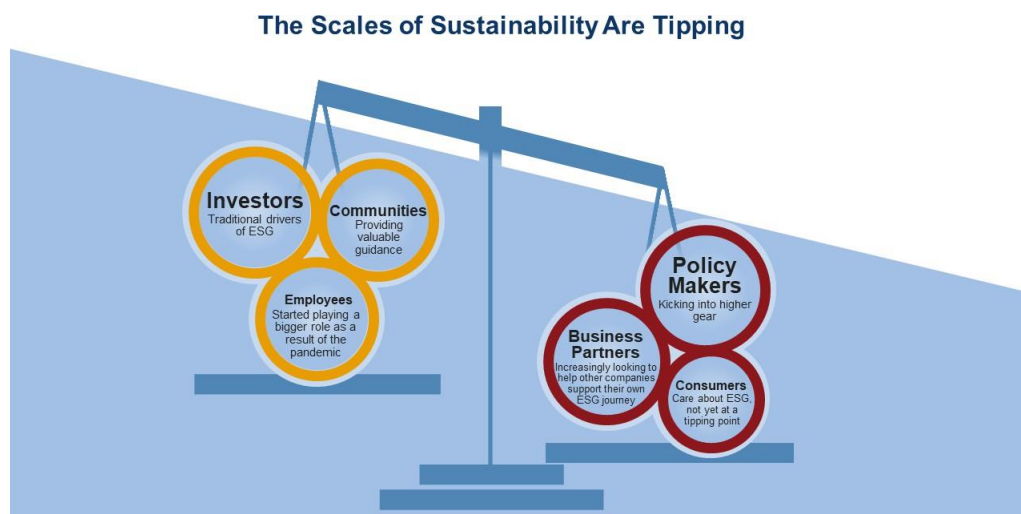 The Scales of Sustainability Are Tipping
Investors
Traditional drivers
of ESG
Communities
Providing
valuable
guidance
Employees
Started playing a
bigger role as a
result of the
pandemic
Policy
Makers
Kicking into higher
gear
Business
Partners
Increasingly looking to
help other companies
support their own
ESG journey
Consumers
Care about ESG,
not yet at a
tipping point